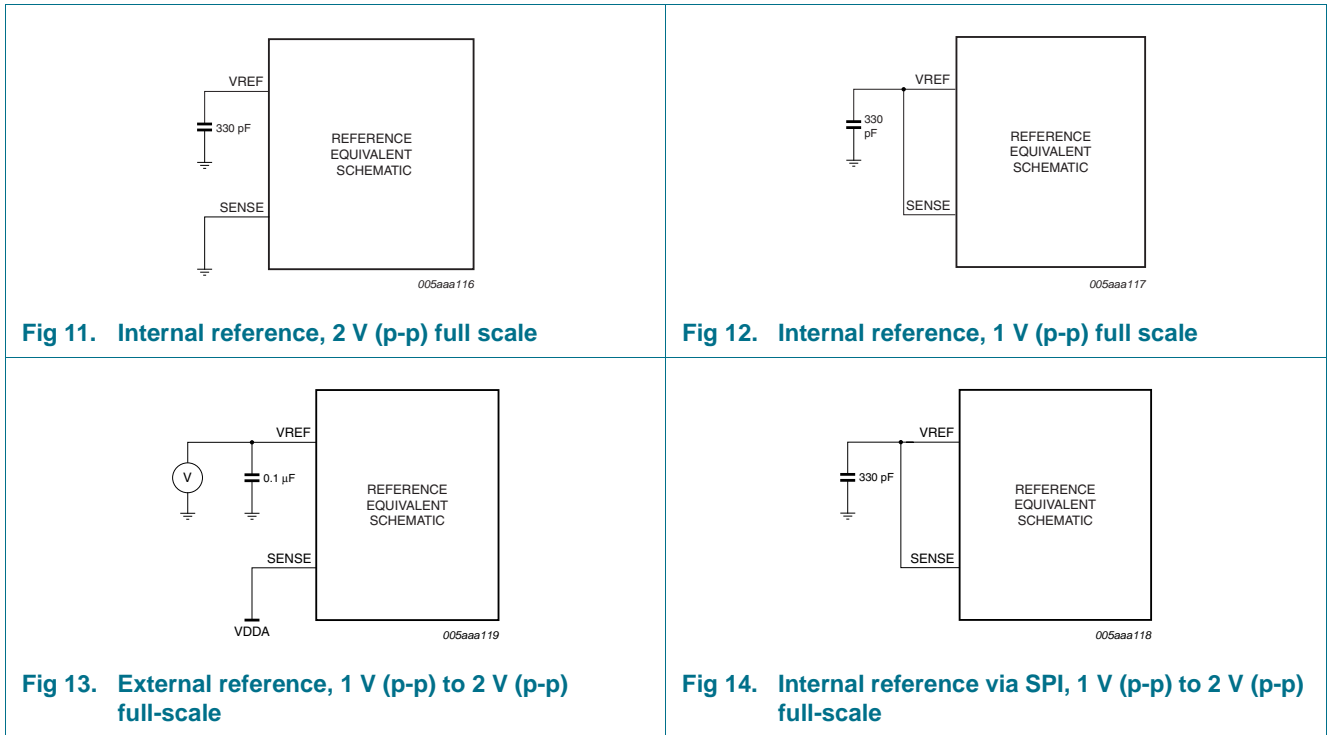 VREF
330 pF
REFERENCE
EQUIVALENT
SCHEMATIC
SENSE
005aaa116
Fig 11. Internal reference, 2 V (p-p) full scale
VREF
330
pF
REFERENCE
EQUIVALENT
SCHEMATIC
SENSE
005aaa117
Fig 12. Internal reference, 1 V (p-p) full scale
VREF
V
0.1 μF
REFERENCE
EQUIVALENT
SCHEMATIC
SENSE
VDDA
005aaa119
Fig 13. External reference, 1 V (p-p) to 2 V (p-p)
full-scale
VREF
330 pF
REFERENCE
EQUIVALENT
SCHEMATIC
SENSE
005aaa118
Fig 14. Internal reference via SPI, 1 V (p-p) to 2 V (p-p)
full-scale